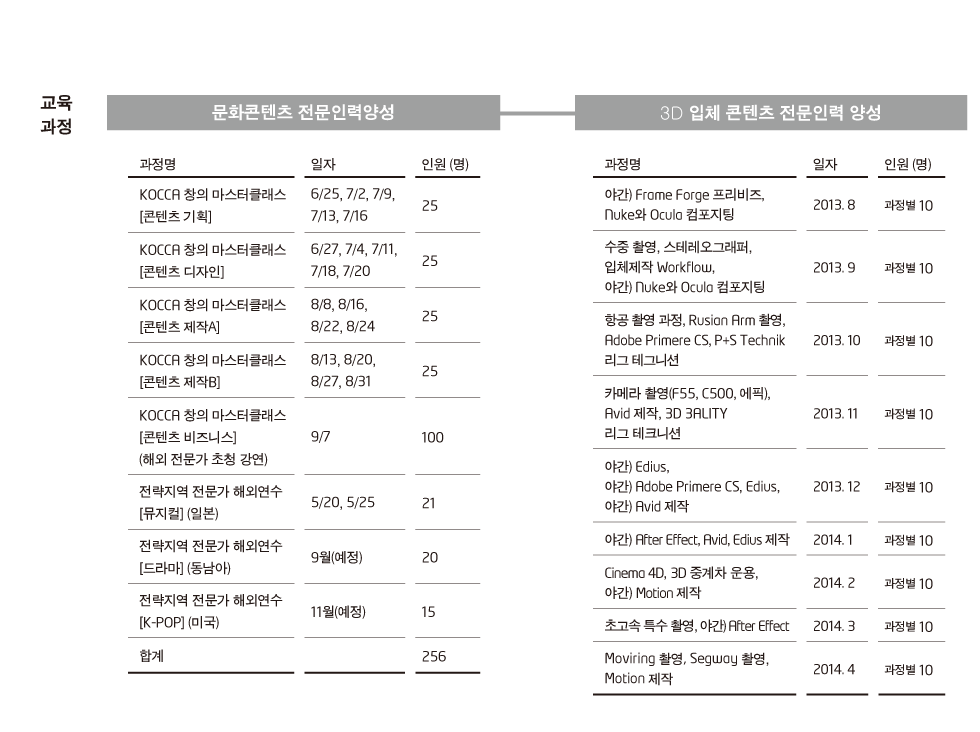 교육
과정
문화콘텐츠 전문인력양성
과정명 일자 인원 (명)
KOCCA 창의 마스터클래스
[콘텐츠 기획]
6/25, 7/2, 7/9,
7/13, 7/16
25
KOCCA 창의 마스터클래스
[콘텐츠 디자인]
6/27, 7/4, 7/11,
7/18, 7/20
25
KOCCA 창의 마스터클래스
[콘텐츠 제작A]
8/8, 8/16,
8/22, 8/24
25
KOCCA 창의 마스터클래스
[콘텐츠 제작B]
8/13, 8/20,
8/27, 8/31
25
KOCCA 창의 마스터클래스
[콘텐츠 비즈니스]
(해외 전문가 초청 강연)
9/7
100
전략지역 전문가 해외연수
[뮤지컬] (일본)
5/20, 5/25
21
전략지역 전문가 해외연수
[드라마] (동남아)
9월(예정)
20
전략지역 전문가 해외연수
[K-POP] (미국)
11월(예정)
15
합계 256
3D 입체 콘텐츠 전문인력 양성
과정명 일자 인원 (명)
야간) Frame Forge 프리비즈,
Nuke와 Ocula 컴포지팅
2013. 8
과정별 10
수중 촬영, 스테레오그래퍼,
입체제작 Workflow,
야간) Nuke와 Ocula 컴포지팅
2013. 9
과정별 10
항공 촬영 과정, Rusian Arm 촬영,
Adobe Primere CS, P+S Technik
리그 테그니션
2013. 10
과정별 10
카메라 촬영(F55, C500, 에픽),
Avid 제작, 3D 3ALITY
리그 테크니션
2013. 11
과정별 10
야간) Edius,
야간) Adobe Primere CS, Edius,
야간) Avid 제작
2013. 12
과정별 10
야간) After Effect, Avid, Edius 제작 2014. 1 과정별 10
Cinema 4D, 3D 중계차 운용,
야간) Motion 제작
2014. 2
과정별 10
초고속 특수 촬영, 야간) After Effect 2014. 3 과정별 10
Moviring 촬영, Segway 촬영,
Motion 제작
2014. 4
과정별 10